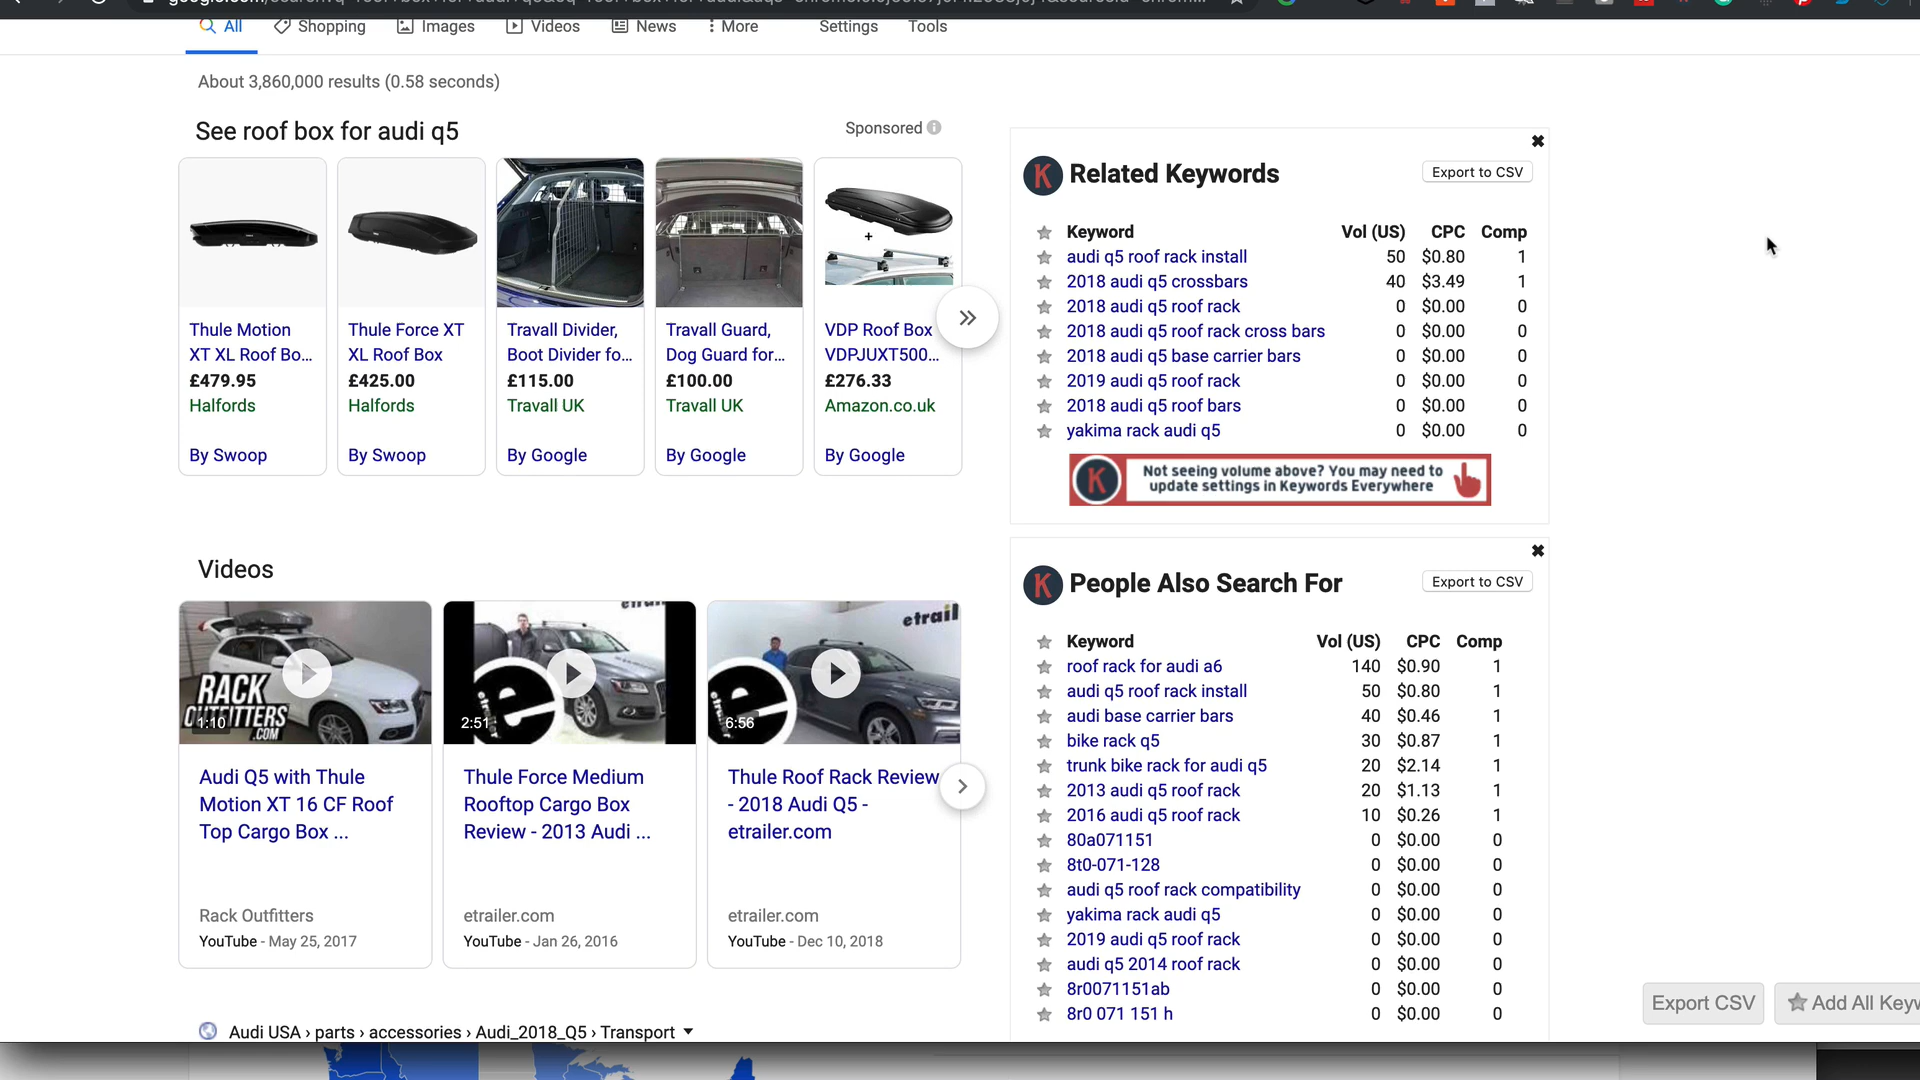 All
Shopping
Images
Videos
News
More
Settings
Tools
About 3,860,000 results (0.58 seconds)
See roof box for audi q5
Sponsored
Thule Motion
XT XL Roof Bo...
£479.95
Halfords
By Swoop
Thule Force XT
XL Roof Box
£425.00
Halfords
By Swoop
Travall Divider,
Boot Divider fo...
£115.00
Travall UK
By Google
Travall Guard,
Dog Guard for...
£100.00
Travall UK
By Google
VDP Roof Box
VDPJUXT500...
£276.33
Amazon.co.uk
By Google
Videos
RACK
OUTFITTERS
.COM
1:10
Audi Q5 with Thule
Motion XT 16 CF Roof
Top Cargo Box ...
Rack Outfitters
YouTube - May 25, 2017
2:51
Thule Force Medium
Rooftop Cargo Box
Review - 2013 Audi ...
etrailer.com
YouTube - Jan 26, 2016
etrail
6:56
Thule Roof Rack Review
- 2018 Audi Q5 -
etrailer.com
etrailer.com
YouTube - Dec 10, 2018
Audi USA › parts › accessories › Audi_2018_Q5 › Transport
K Related Keywords
Export to CSV
Keyword Vol (US) CPC Comp
audi q5 roof rack install 50 $0.80 1
2018 audi q5 crossbars 40 $3.49 1
2018 audi q5 roof rack 0 $0.00 0
2018 audi q5 roof rack cross bars 0 $0.00 0
2018 audi q5 base carrier bars 0 $0.00 0
2019 audi q5 roof rack 0 $0.00 0
2018 audi q5 roof bars 0 $0.00 0
yakima rack audi q5 0 $0.00 0
K Not seeing volume above? You may need to
update settings in Keywords Everywhere
K People Also Search For
Export to CSV
Keyword Vol (US) CPC Comp
roof rack for audi a6 140 $0.90 1
audi q5 roof rack install 50 $0.80 1
audi base carrier bars 40 $0.46 1
bike rack q5 30 $0.87 1
trunk bike rack for audi q5 20 $2.14 1
2013 audi q5 roof rack 20 $1.13 1
2016 audi q5 roof rack 10 $0.26 1
80a071151 0 $0.00 0
8t0-071-128 0 $0.00 0
audi q5 roof rack compatibility 0 $0.00 0
yakima rack audi q5 0 $0.00 0
2019 audi q5 roof rack 0 $0.00 0
audi q5 2014 roof rack 0 $0.00 0
8r0071151ab 0 $0.00 0
8r0 071 151 h 0 $0.00 0
Export CSV
Add All Keyw